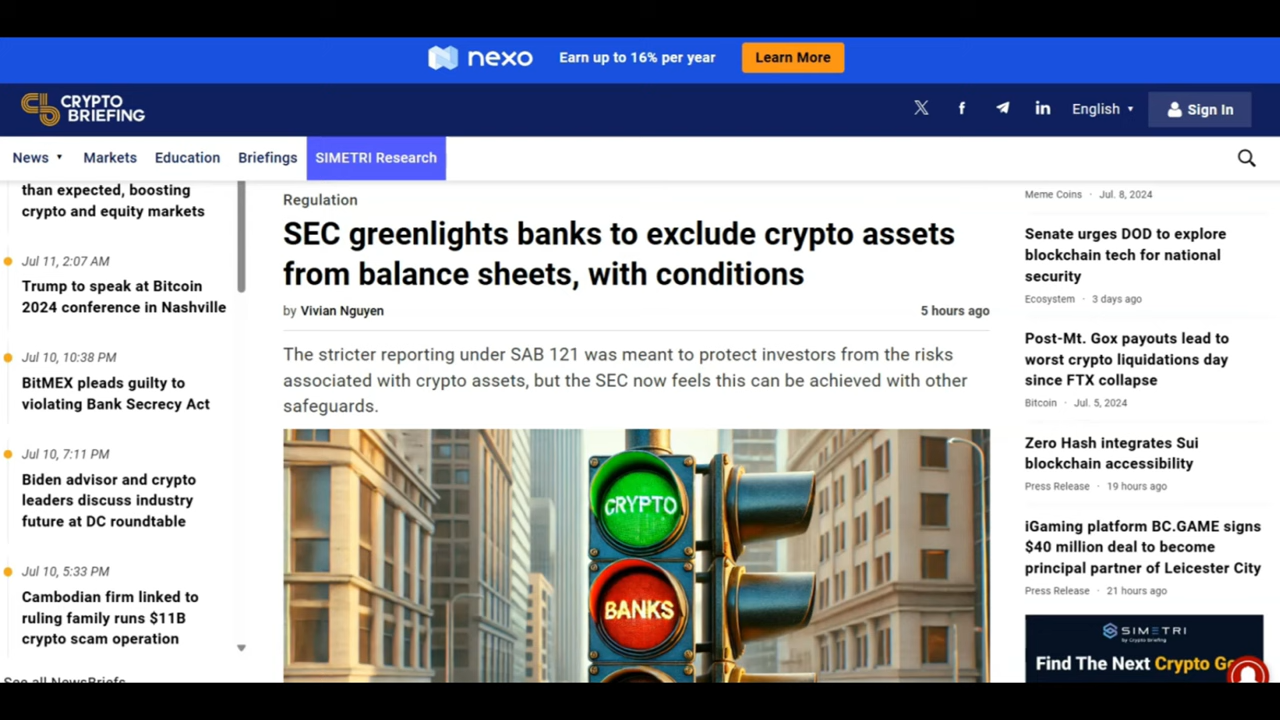 nexo
Earn up to 16% per year
Learn More
CRYPTO
BRIEFING
English
Sign In
News
Markets
Education
Briefings
SIMETRI Research
than expected, boosting
crypto and equity markets
Jul 11, 2:07 AM
Trump to speak at Bitcoin
2024 conference in Nashville
Jul 10, 10:38 PM
BitMEX pleads guilty to
violating Bank Secrecy Act
Jul 10, 7:11 PM
Biden advisor and crypto
leaders discuss industry
future at DC roundtable
Jul 10, 5:33 PM
Cambodian firm linked to
ruling family runs $11B
crypto scam operation
See all NewsBriefs
Regulation
SEC greenlights banks to exclude crypto assets
from balance sheets, with conditions
by Vivian Nguyen
5 hours ago
The stricter reporting under SAB 121 was meant to protect investors from the risks
associated with crypto assets, but the SEC now feels this can be achieved with other
safeguards.
CRYPTO
BANKS
Meme Coins · Jul. 8, 2024
Senate urges DOD to explore
blockchain tech for national
security
Ecosystem · 3 days ago
Post-Mt. Gox payouts lead to
worst crypto liquidations day
since FTX collapse
Bitcoin · Jul. 5, 2024
Zero Hash integrates Sui
blockchain accessibility
Press Release · 19 hours ago
iGaming platform BC.GAME signs
$40 million deal to become
principal partner of Leicester City
Press Release · 21 hours ago
SIMETRI
by Crypto Briefing
Find The Next Crypto